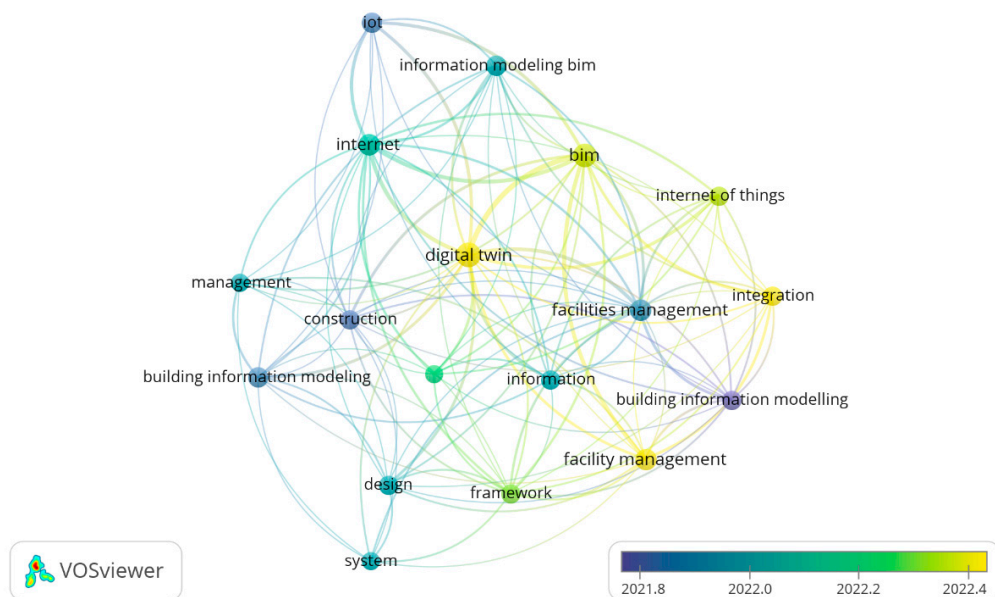 iot
information modeling bim
internet
bim
internet of things
digital twin
management
integration
facilities management
construction
building information modeling
information
building information modelling
facility management
design
framework
system
VOSviewer
2021.8 2022.0 2022.2 2022.4